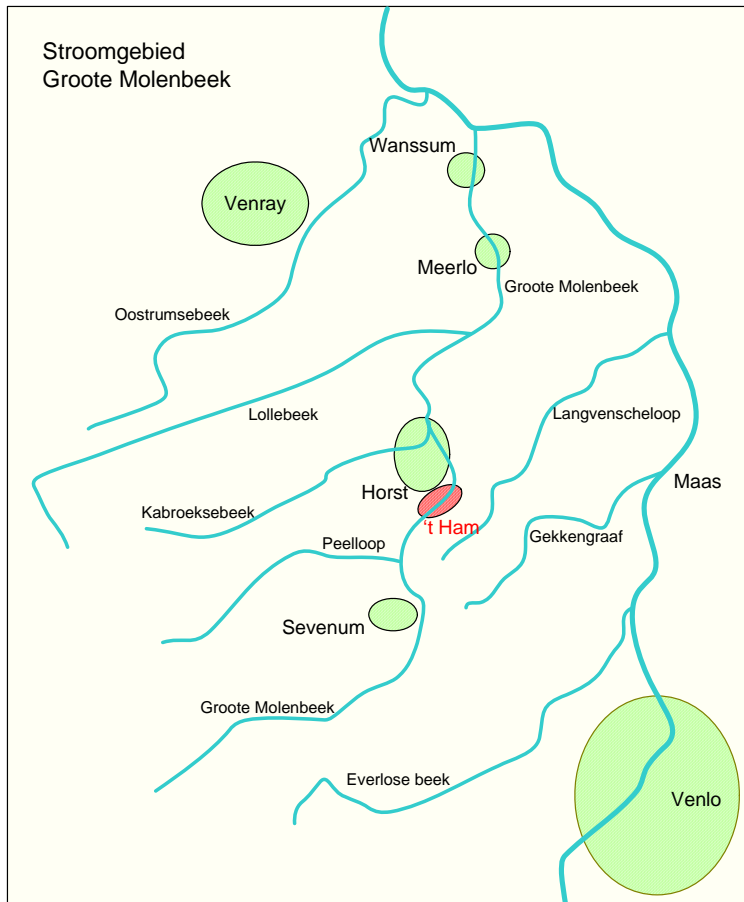 Stroomgebied
Groote Molenbeek
Wanssum
Venray
Meerlo
Groote Molenbeek
Oostrumsebeek
Lollebeek
Langvenscheloop
Maas
Horst
Kabroeksebeek
‘t Ham
Gekkengraaf
Peelloop
Sevenum
Groote Molenbeek
Everlose beek
Venlo